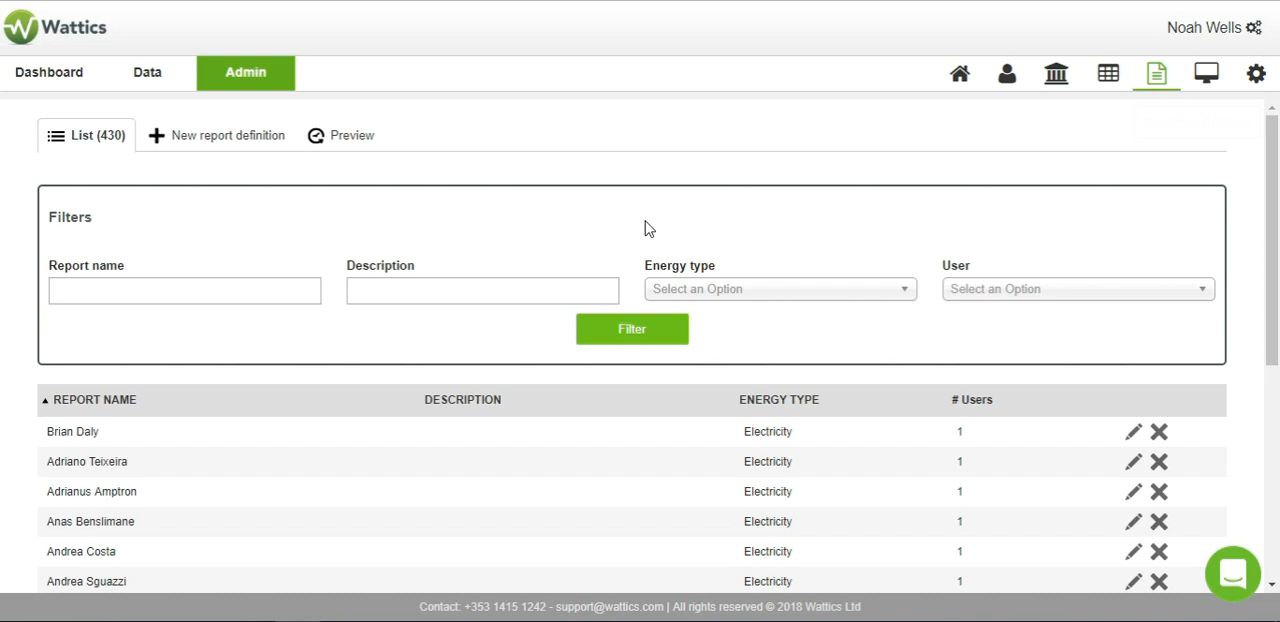 Wattics
Noah Wells
Dashboard Data Admin
List (430) New report definition Preview
Filters
Report name Description Energy type User
Select an Option Select an Option
Filter
REPORT NAME DESCRIPTION ENERGY TYPE # Users
Brian Daly Electricity 1
Adriano Teixeira Electricity 1
Adrianus Amptron Electricity 1
Anas Benslimane Electricity 1
Andrea Costa Electricity 1
Andrea Sguazzi Electricity 1
Contact: +353 1415 1242 - support@wattics.com | All rights reserved © 2018 Wattics Ltd